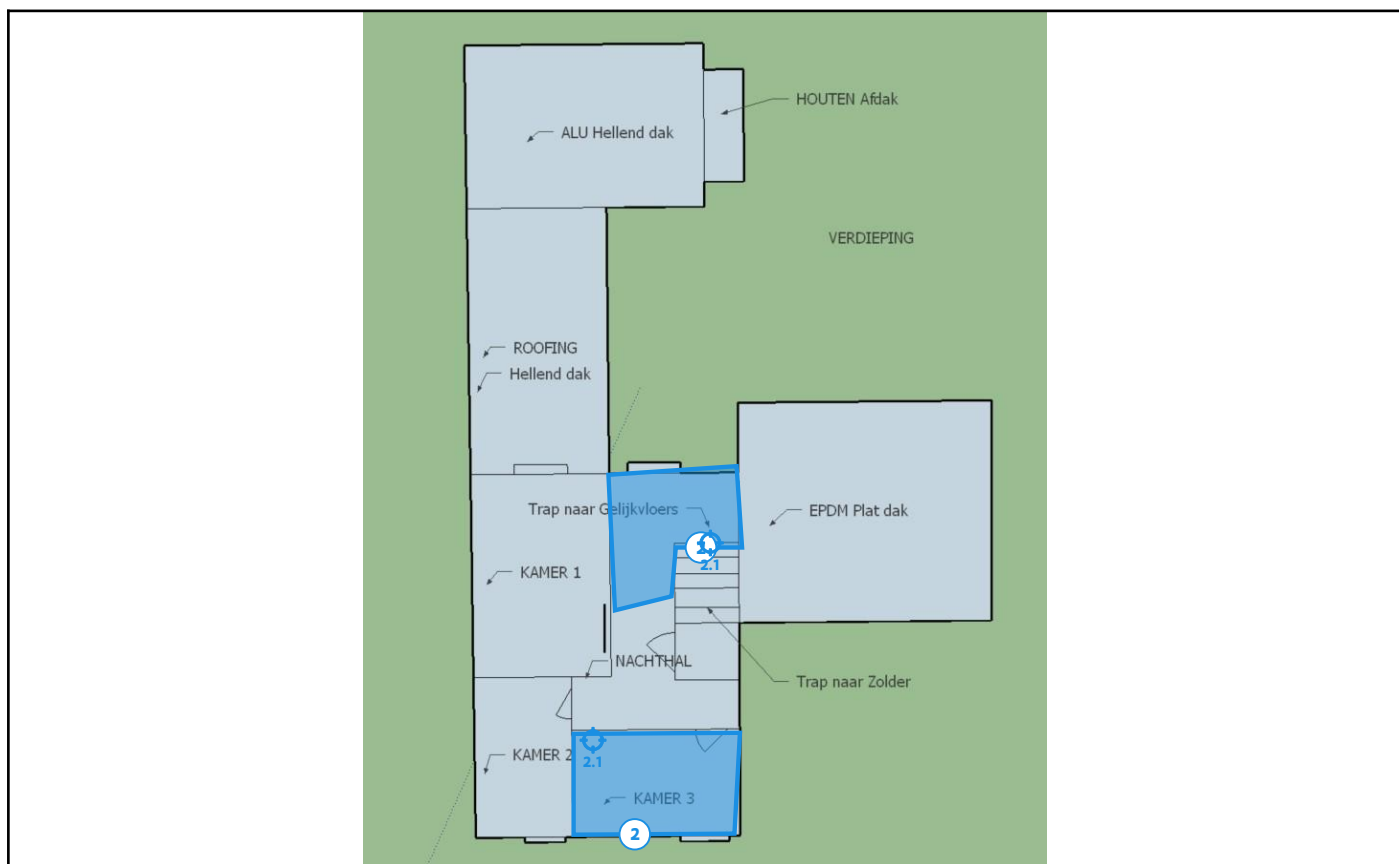 HOUTEN Afdak
ALU Hellend dak
VERDIEPING
ROOFING
Hellend dak
Trap naar Gelijkvloers
EPDM Plat dak
2.1
KAMER 1
NACHTHAL
Trap naar Zolder
2.1
KAMER 2
KAMER 3
2